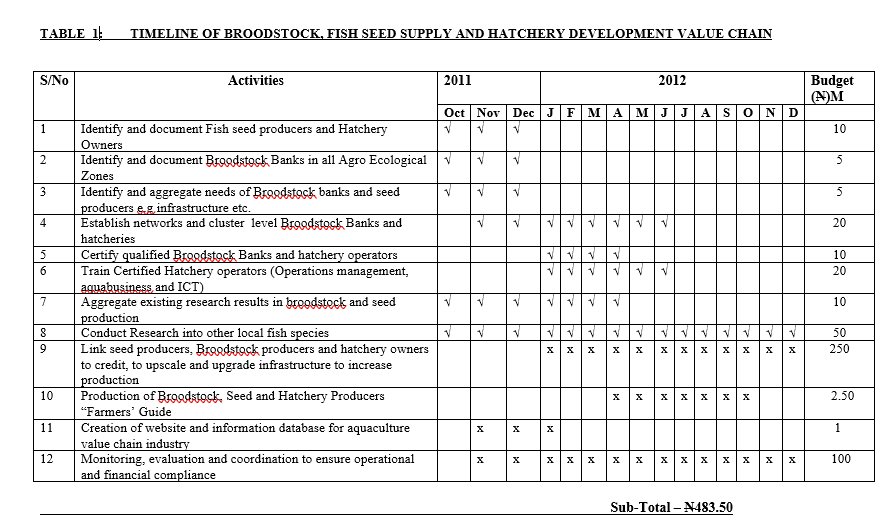 TABLE 1: TIMELINE OF BROODSTOCK, FISH SEED SUPPLY AND HATCHERY DEVELOPMENT VALUE CHAIN
S/No Activities 2011 2012 Budget
(₦)M
Oct Nov Dec J F M A M J J A S O N D
1 Identify and document Fish seed producers and Hatchery √ √ √ 10
Owners
2 Identify and document Broodstock Banks in all Agro Ecological √ √ √ 5
Zones
3 Identify and aggregate needs of Broodstock banks and seed √ √ √ 5
producers e.g infrastructure etc.
4 Establish networks and cluster level Broodstock Banks and √ √ √ √ √ √ √ √ 20
hatcheries
5 Certify qualified Broodstock Banks and hatchery operators √ √ √ √ 10
6 Train Certified Hatchery operators (Operations management, √ √ √ √ √ √ 20
aquabusiness and ICT)
7 Aggregate existing research results in broodstock and seed √ √ √ √ √ √ √ 10
production
8 Conduct Research into other local fish species √ √ √ √ √ √ √ √ √ √ √ √ √ √ √ 50
9 Link seed producers, Broodstock producers and hatchery owners x x x x x x x x x x x x 250
to credit, to upscale and upgrade infrastructure to increase
production
10 Production of Broodstock, Seed and Hatchery Producers x x x x x x x 2.50
“Farmers’ Guide
11 Creation of website and information database for aquaculture x x x 1
value chain industry
12 Monitoring, evaluation and coordination to ensure operational x x x x x x x x x x x x x x 100
and financial compliance
Sub-Total – ₦483.50